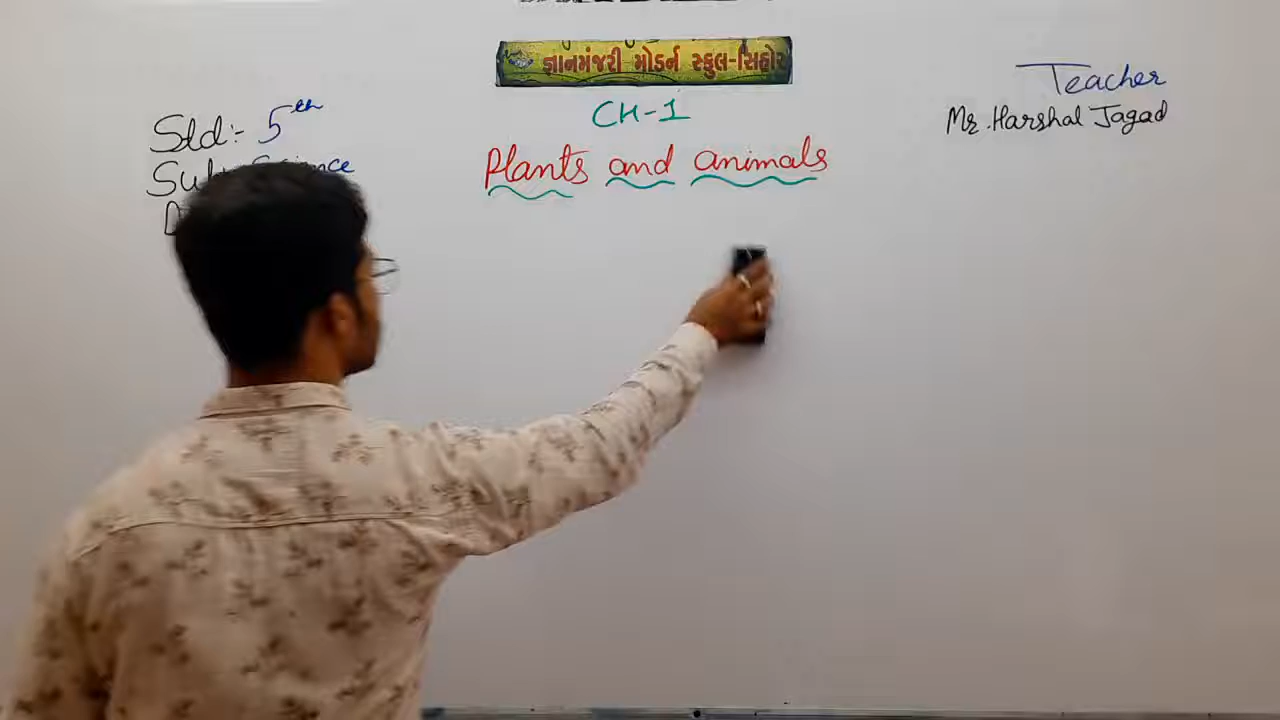 જ્ઞાનમંજરી મોડર્ન સ્કુલ-સિહોર
CH-1
Plants and animals
Std:- 5th
Teacher
Mr. Harshal Jagad